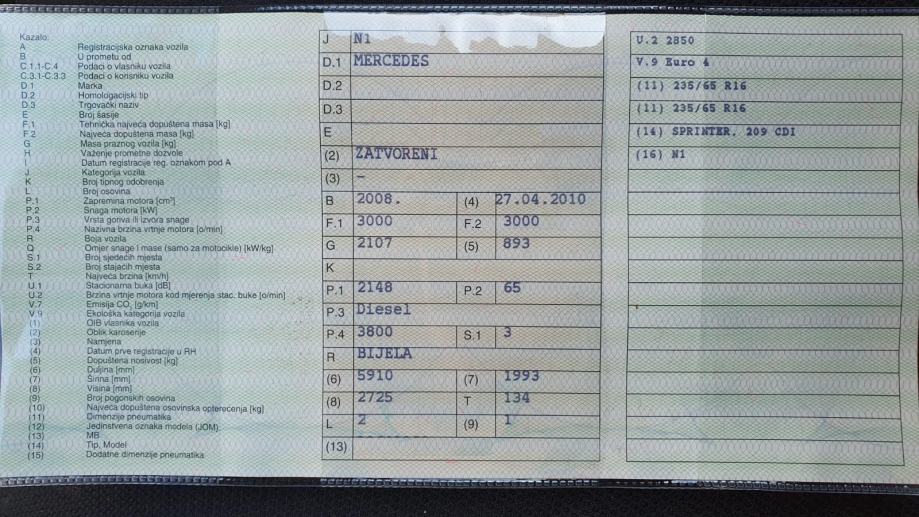 Kazalo:
A Registracijska oznaka vozila
B U prometu od
C.1.1-C.4 Podaci o vlasniku vozila
C.3.1-C.3.3 Podaci o korisniku vozila
D.1 Marka
D.2 Homologacijski tip
D.3 Trgovački naziv
E Broj šasije
F.1 Tehnička najveća dopuštena masa [kg]
F.2 Najveća dopuštena masa [kg]
G Masa praznog vozila [kg]
H Važenje prometne dozvole
I Datum registracije reg. oznakom pod A
J Kategorija vozila
K Broj tipnog odobrenja
L Broj osovina
P.1 Zapremina motora [cm³]
P.2 Snaga motora [kW]
P.3 Vrsta goriva ili izvora snage
P.4 Nazivna brzina vrtnje motora [o/min]
R Boja vozila
Q Omjer snage i mase (samo za motocikle) [kW/kg]
S.1 Broj sjedećih mjesta
S.2 Broj stajaćih mjesta
T Najveća brzina [km/h]
U.1 Stacionarna buka [dB]
U.2 Brzina vrtnje motora kod mjerenja stac. buke [o/min]
V.7 Emisija CO₂ [g/km]
V.9 Ekološka kategorija vozila
(1) OIB vlasnika vozila
(2) Oblik karoserije
(3) Namjena
(4) Datum prve registracije u RH
(5) Dopuštena nosivost [kg]
(6) Duljina [mm]
(7) Širina [mm]
(8) Visina [mm]
(9) Broj pogonskih osovina
(10) Najveća dopuštena osovinska opterećenja [kg]
(11) Dimenzije pneumatika
(12) Jedinstvena oznaka modela (JOM)
(13) MB
(14) Tip, Model
(15) Dodatne dimenzije pneumatika
J N1
D.1 MERCEDES
D.2
D.3
E
(2) ZATVORENI
(3) –
B 2008. (4) 27.04.2010
F.1 3000 F.2 3000
G 2107 (5) 893
K
P.1 2148 P.2 65
P.3 Diesel
P.4 3800 S.1 3
R BIJELA
(6) 5910 (7) 1993
(8) 2725 T 134
L 2 (9) 1
(13)
U.2 2850
V.9 Euro 4
(11) 235/65 R16
(11) 235/65 R16
(14) SPRINTER, 209 CDI
(16) N1